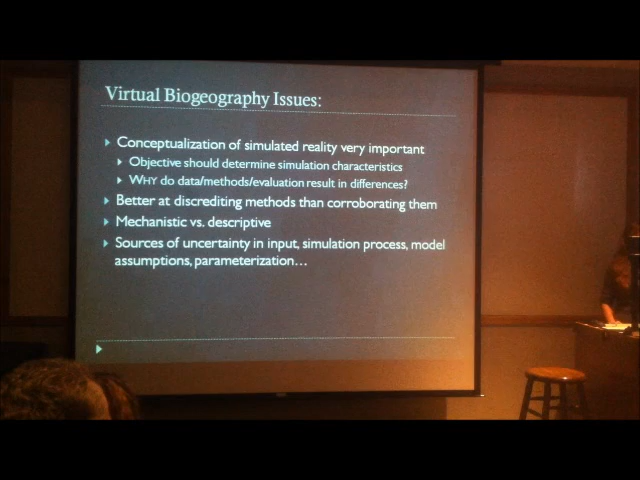 Virtual Biogeography Issues:
Conceptualization of simulated reality very important
Objective should determine simulation characteristics
WHY do data/methods/evaluation result in differences?
Better at discrediting methods than corroborating them
Mechanistic vs. descriptive
Sources of uncertainty in input, simulation process, model
assumptions, parameterization…